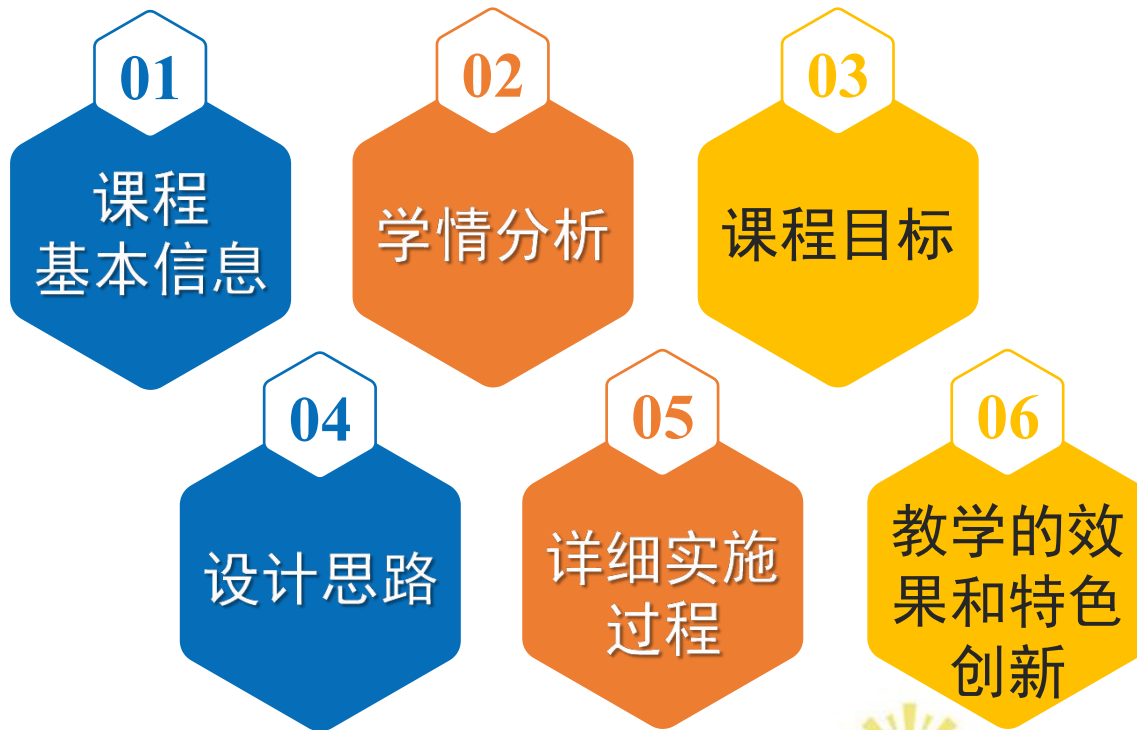 01
课程
基本信息
02
学情分析
03
课程目标
04
设计思路
05
详细实施
过程
06
教学的效
果和特色
创新